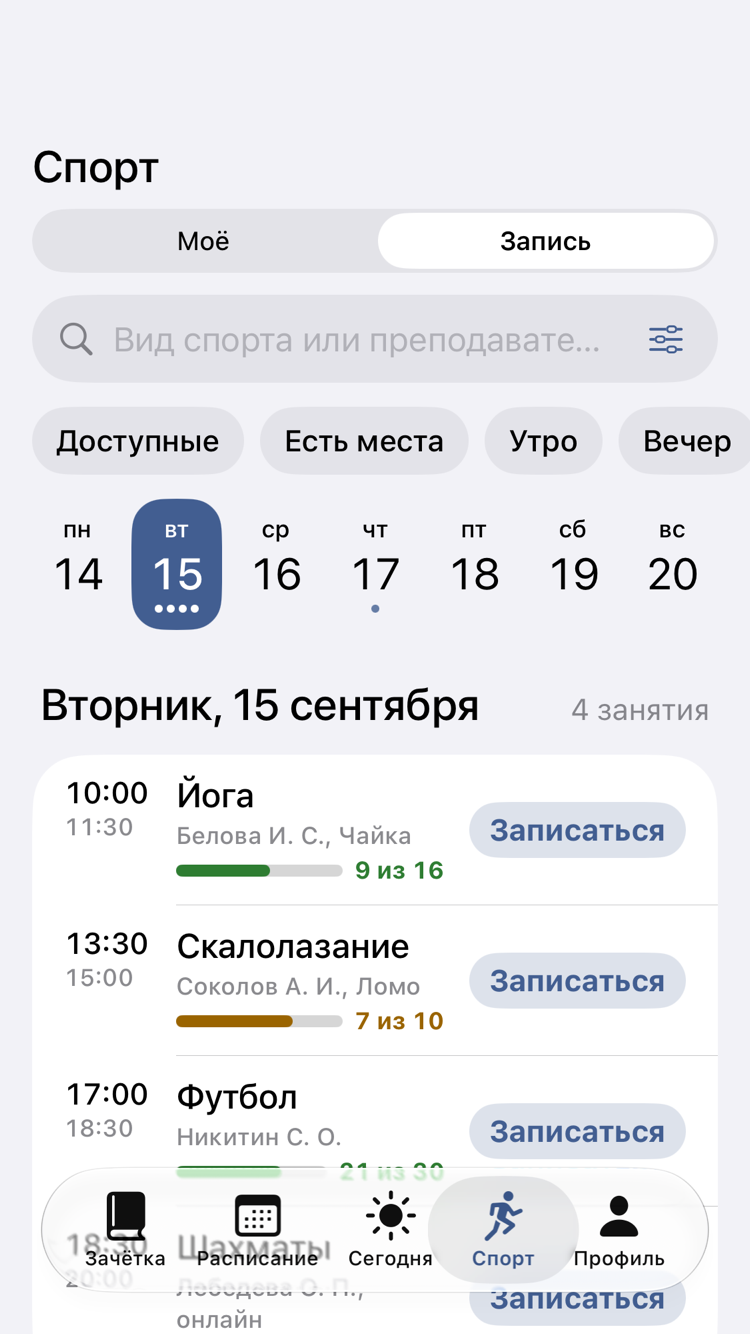 Спорт
Моё Запись
Вид спорта или преподавате...
Доступные Есть места Утро Вечер
пн вт ср чт пт сб вс
14 15 16 17 18 19 20
Вторник, 15 сентября 4 занятия
10:00 Йога
11:30 Белова И. С., Чайка Записаться
9 из 16
13:30 Скалолазание
15:00 Соколов А. И., Ломо Записаться
7 из 10
17:00 Футбол
18:30 Никитин С. О. Записаться
21 из 30
18:30 Шахматы
20:00 Лебедева О. П., Записаться
онлайн
Зачётка Расписание Сегодня Спорт Профиль